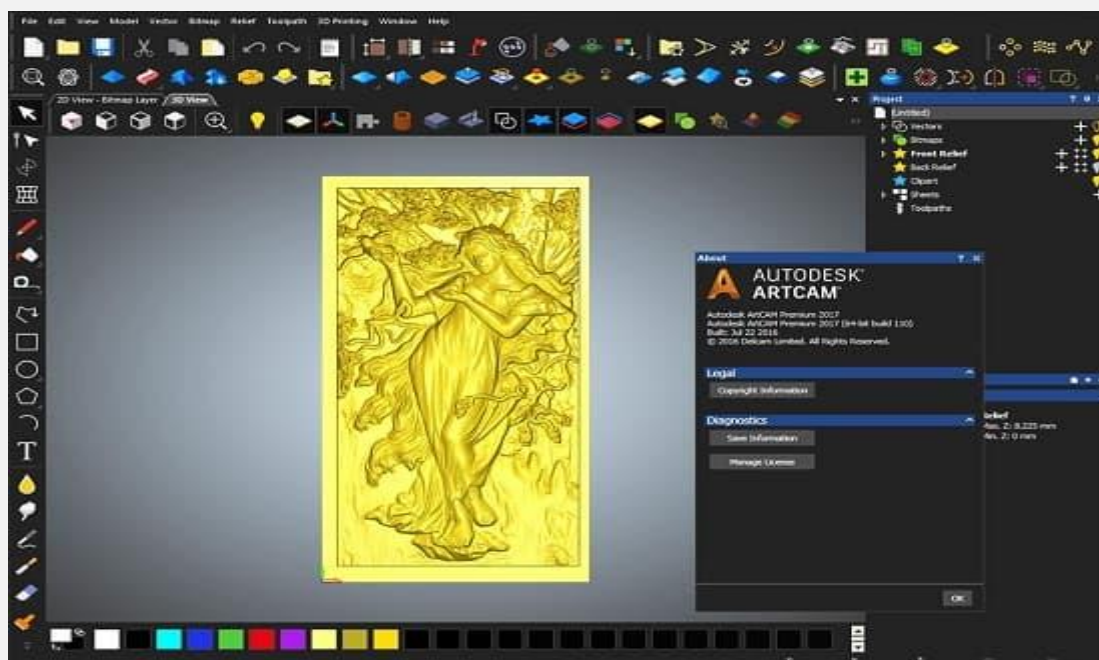 File Edit View Model Vector Bitmap Relief Toolpath 3D Printing Window Help
2D View - Bitmap Layer 3D View
Project
(Untitled)
Vectors
Bitmaps
Front Relief
Back Relief
Clipart
Sheets
Toolpaths
About
AUTODESK
ARTCAM
Autodesk ArtCAM Premium 2017
Autodesk ArtCAM Premium 2017 (64-bit build 110)
Built: Jul 22 2016
© 2016 Delcam Limited. All Rights Reserved.
Legal
Copyright Information
Diagnostics
Save Information
Manage License
OK
Z: 8.225 mm
Z: 0 mm
T